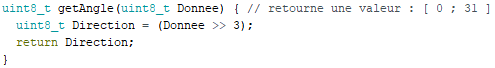 uint8_t getAngle(uint8_t Donnee) { // retourne une valeur : [ 0 ; 31 ]
  uint8_t Direction = (Donnee >> 3);
  return Direction;
}